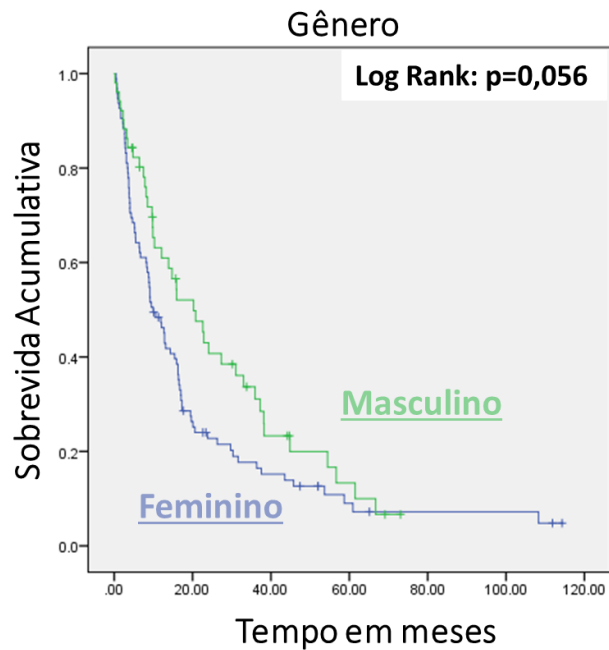 Gênero
Log Rank: p=0,056
Sobrevida Acumulativa
1.0
0.8
0.6
0.4
0.2
0.0
Masculino
Feminino
.00 20.00 40.00 60.00 80.00 100.00 120.00
Tempo em meses